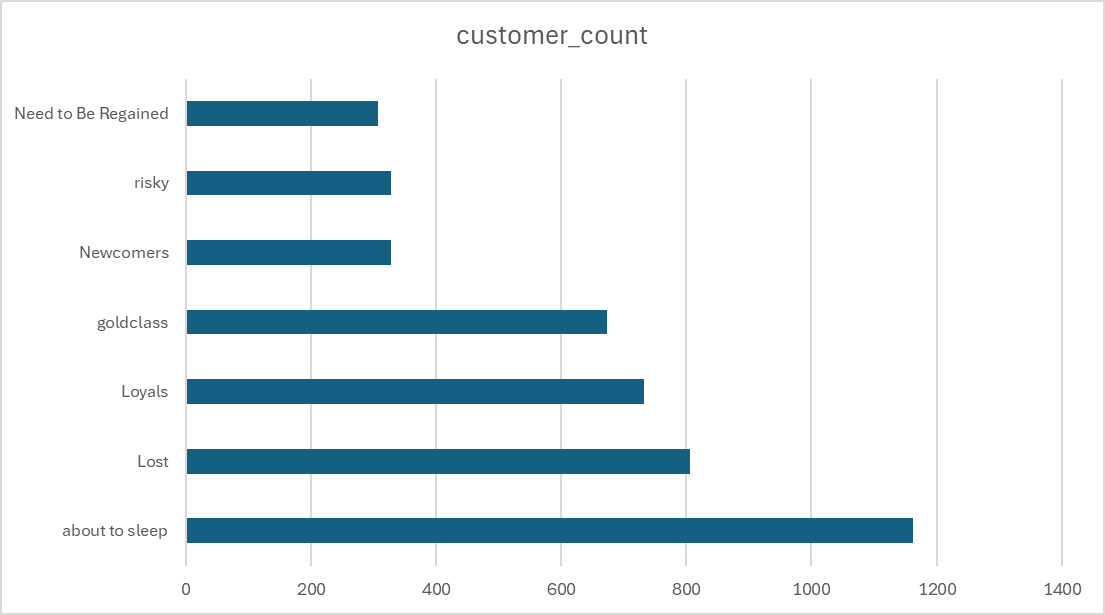 customer_count
Need to Be Regained
risky
Newcomers
goldclass
Loyals
Lost
about to sleep
0 200 400 600 800 1000 1200 1400